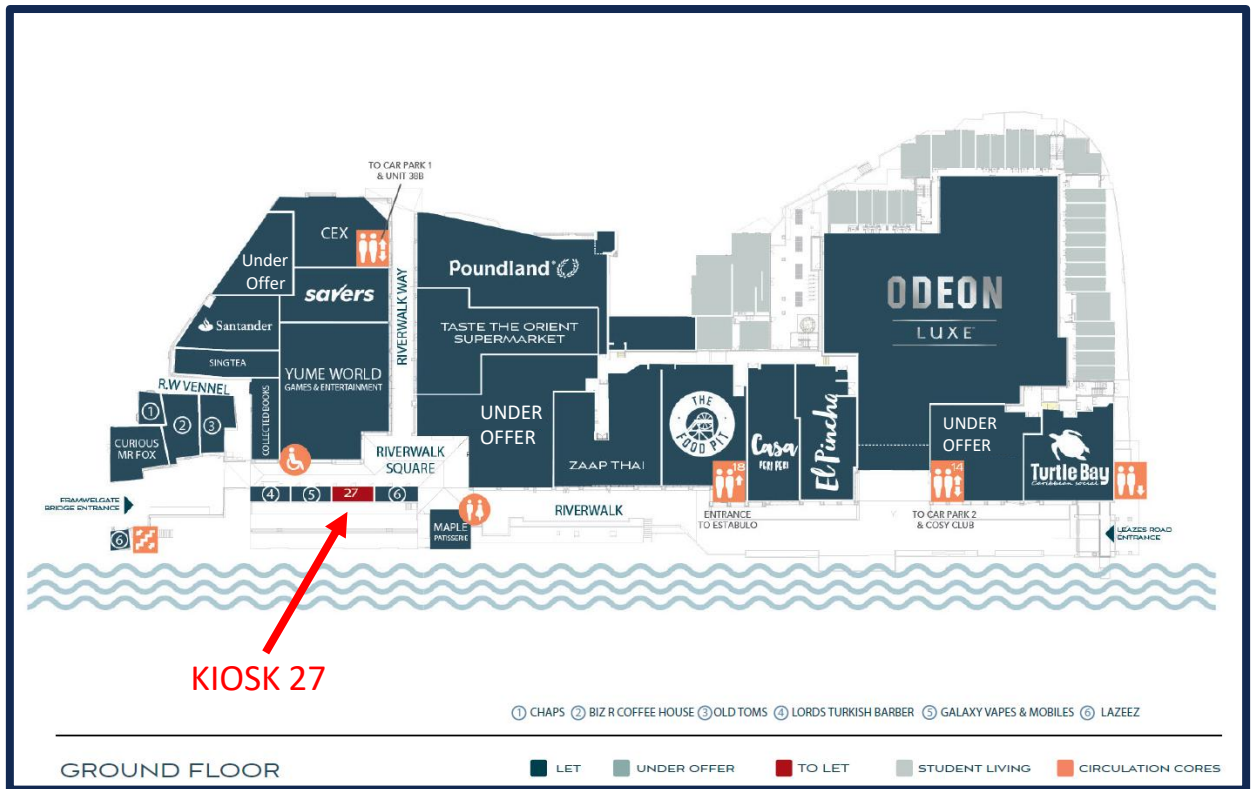 TO CAR PARK 1
& UNIT 38B
CEX
Under
Offer
savers
Santander
SINGTEA
YUME WORLD
GAMES & ENTERTAINMENT
R.W VENNEL
COLLECTED BOOKS
1
2
3
CURIOUS
MR FOX
RIVERWALK WAY
Poundland
TASTE THE ORIENT
SUPERMARKET
UNDER
OFFER
ZAAP THAI
THE
FOOD PIT
18
Casa
PERI PERI
El Pincha
ODEON
LUXE
UNDER
OFFER
14
Turtle Bay
Caribbean social
RIVERWALK
SQUARE
4
5
27
6
FRAMWELGATE
BRIDGE ENTRANCE
6
MAPLE
PATISSERIE
RIVERWALK
ENTRANCE
TO ESTABULO
TO CAR PARK 2
& COSY CLUB
LEAZES ROAD
ENTRANCE
KIOSK 27
1 CHAPS 2 BIZ R COFFEE HOUSE 3 OLD TOMS 4 LORDS TURKISH BARBER 5 GALAXY VAPES & MOBILES 6 LAZEEZ
GROUND FLOOR
LET UNDER OFFER TO LET STUDENT LIVING CIRCULATION CORES